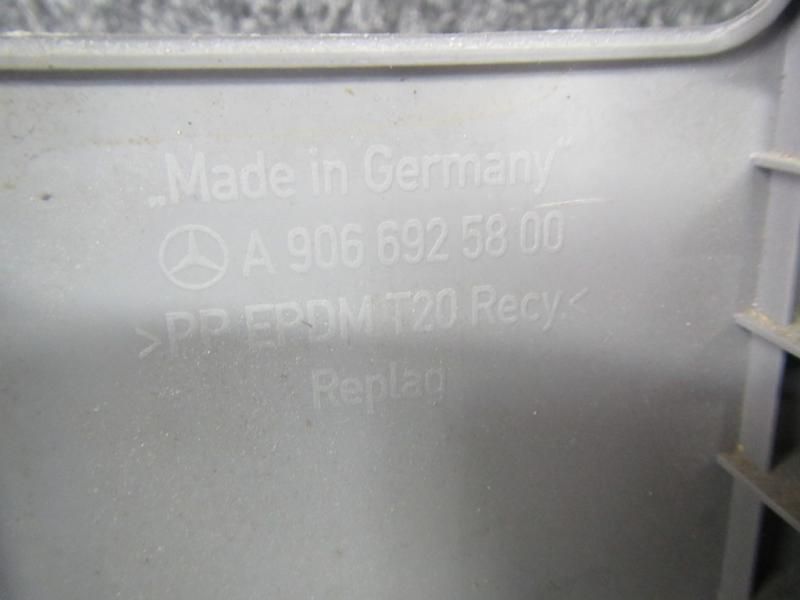 „Made in Germany“
A 906 692 58 00
>PP EPDM T20 Recy.<
Replag